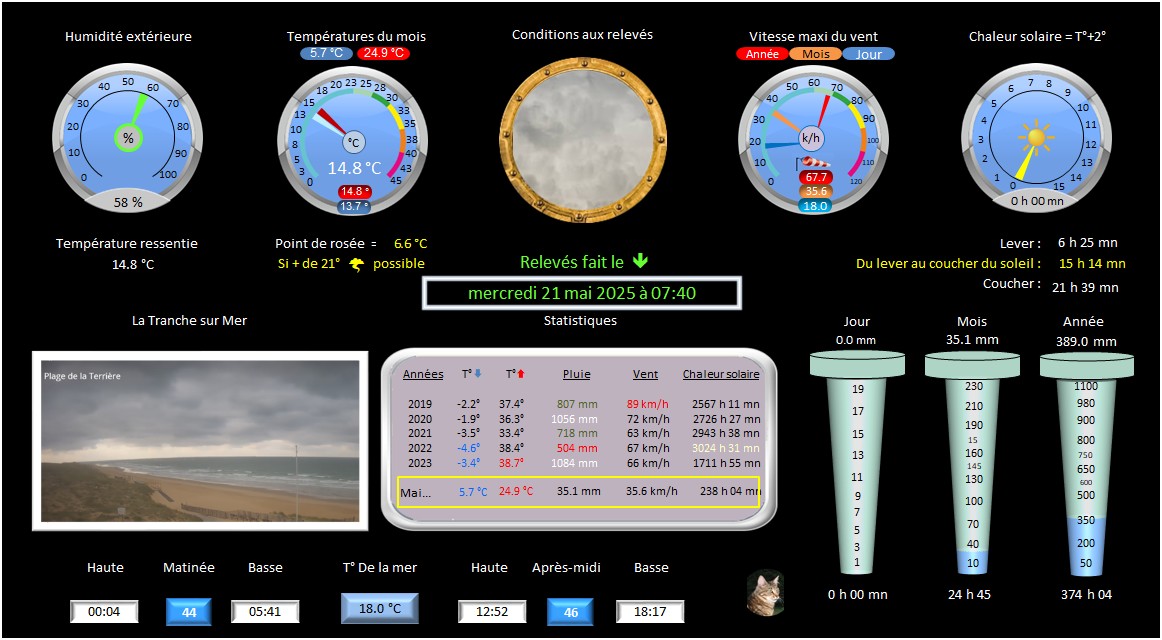 Humidité extérieure
Températures du mois
Conditions aux relevés
Vitesse maxi du vent
Chaleur solaire = T°+2°
5.7 °C 24.9 °C
Année Mois Jour
0 10 20 30 40 50 60 70 80 90 100
%
58 %
0 3 5 8 10 13 15 18 20 23 25 28 30 33 35 38 40 43 45
°C
14.8 °C
14.8 °
13.7 °
0 10 20 30 40 50 60 70 80 90 100 110 120
k/h
67.7
35.6
18.0
0 1 2 3 4 5 6 7 8 9 10 11 12 13 14 15
0 h 00 mn
Température ressentie
14.8 °C
Point de rosée = 6.6 °C
Si + de 21° possible
Relevés fait le
mercredi 21 mai 2025 à 07:40
Lever : 6 h 25 mn
Du lever au coucher du soleil : 15 h 14 mn
Coucher : 21 h 39 mn
La Tranche sur Mer
Plage de la Terrière
Statistiques
Années T° T° Pluie Vent Chaleur solaire
2019 -2.2° 37.4° 807 mm 89 km/h 2567 h 11 mn
2020 -1.9° 36.3° 1056 mm 72 km/h 2726 h 27 mn
2021 -3.5° 33.4° 718 mm 63 km/h 2943 h 38 mn
2022 -4.6° 38.4° 504 mm 67 km/h 3024 h 31 mn
2023 -3.4° 38.7° 1084 mm 66 km/h 1711 h 55 mn
Mai... 5.7 °C 24.9 °C 35.1 mm 35.6 km/h 238 h 04 mn
Jour
0.0 mm
19
17
15
13
11
9
7
5
3
1
0 h 00 mn
Mois
35.1 mm
230
210
190
15
160
145
130
100
70
40
10
24 h 45
Année
389.0 mm
1100
980
900
800
750
650
600
500
350
200
50
374 h 04
Haute Matinée Basse
00:04 44 05:41
T° De la mer
18.0 °C
Haute Après-midi Basse
12:52 46 18:17